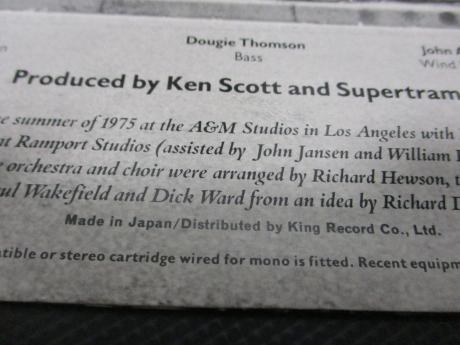 Dougie Thomson John
Bass Wind
Produced by Ken Scott and Supertram
summer of 1975 at the A&M Studios in Los Angeles with
at Ramport Studios (assisted by John Jansen and William
orchestra and choir were arranged by Richard Hewson,
Wakefield and Dick Ward from an idea by Richard
Made in Japan/Distributed by King Record Co., Ltd.
or stereo cartridge wired for mono is fitted. Recent